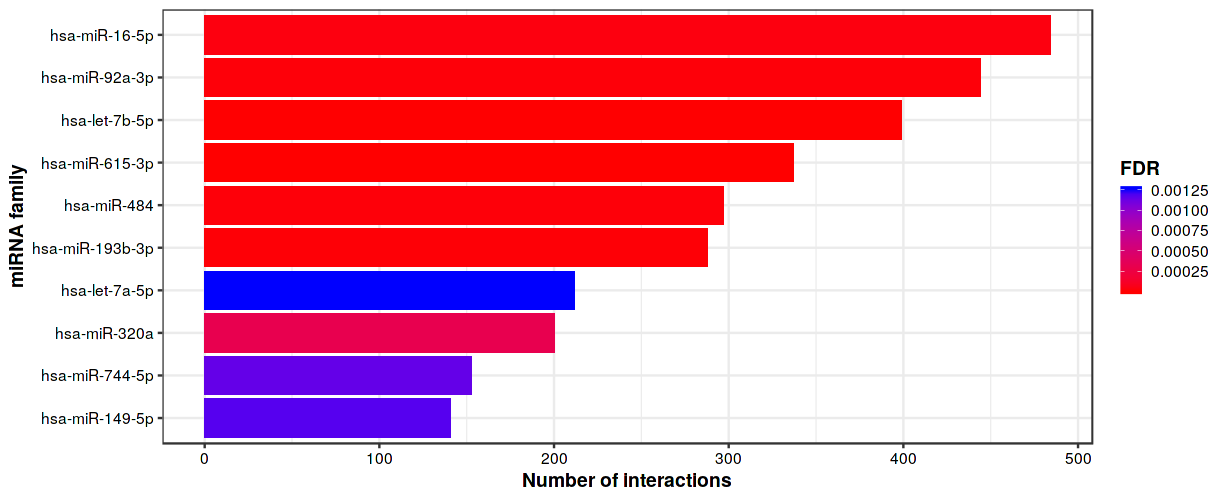 hsa-miR-16-5p
hsa-miR-92a-3p
hsa-let-7b-5p
hsa-miR-615-3p
hsa-miR-484
hsa-miR-193b-3p
hsa-let-7a-5p
hsa-miR-320a
hsa-miR-744-5p
hsa-miR-149-5p
miRNA family
0 100 200 300 400 500
Number of interactions
FDR
0.00125
0.00100
0.00075
0.00050
0.00025